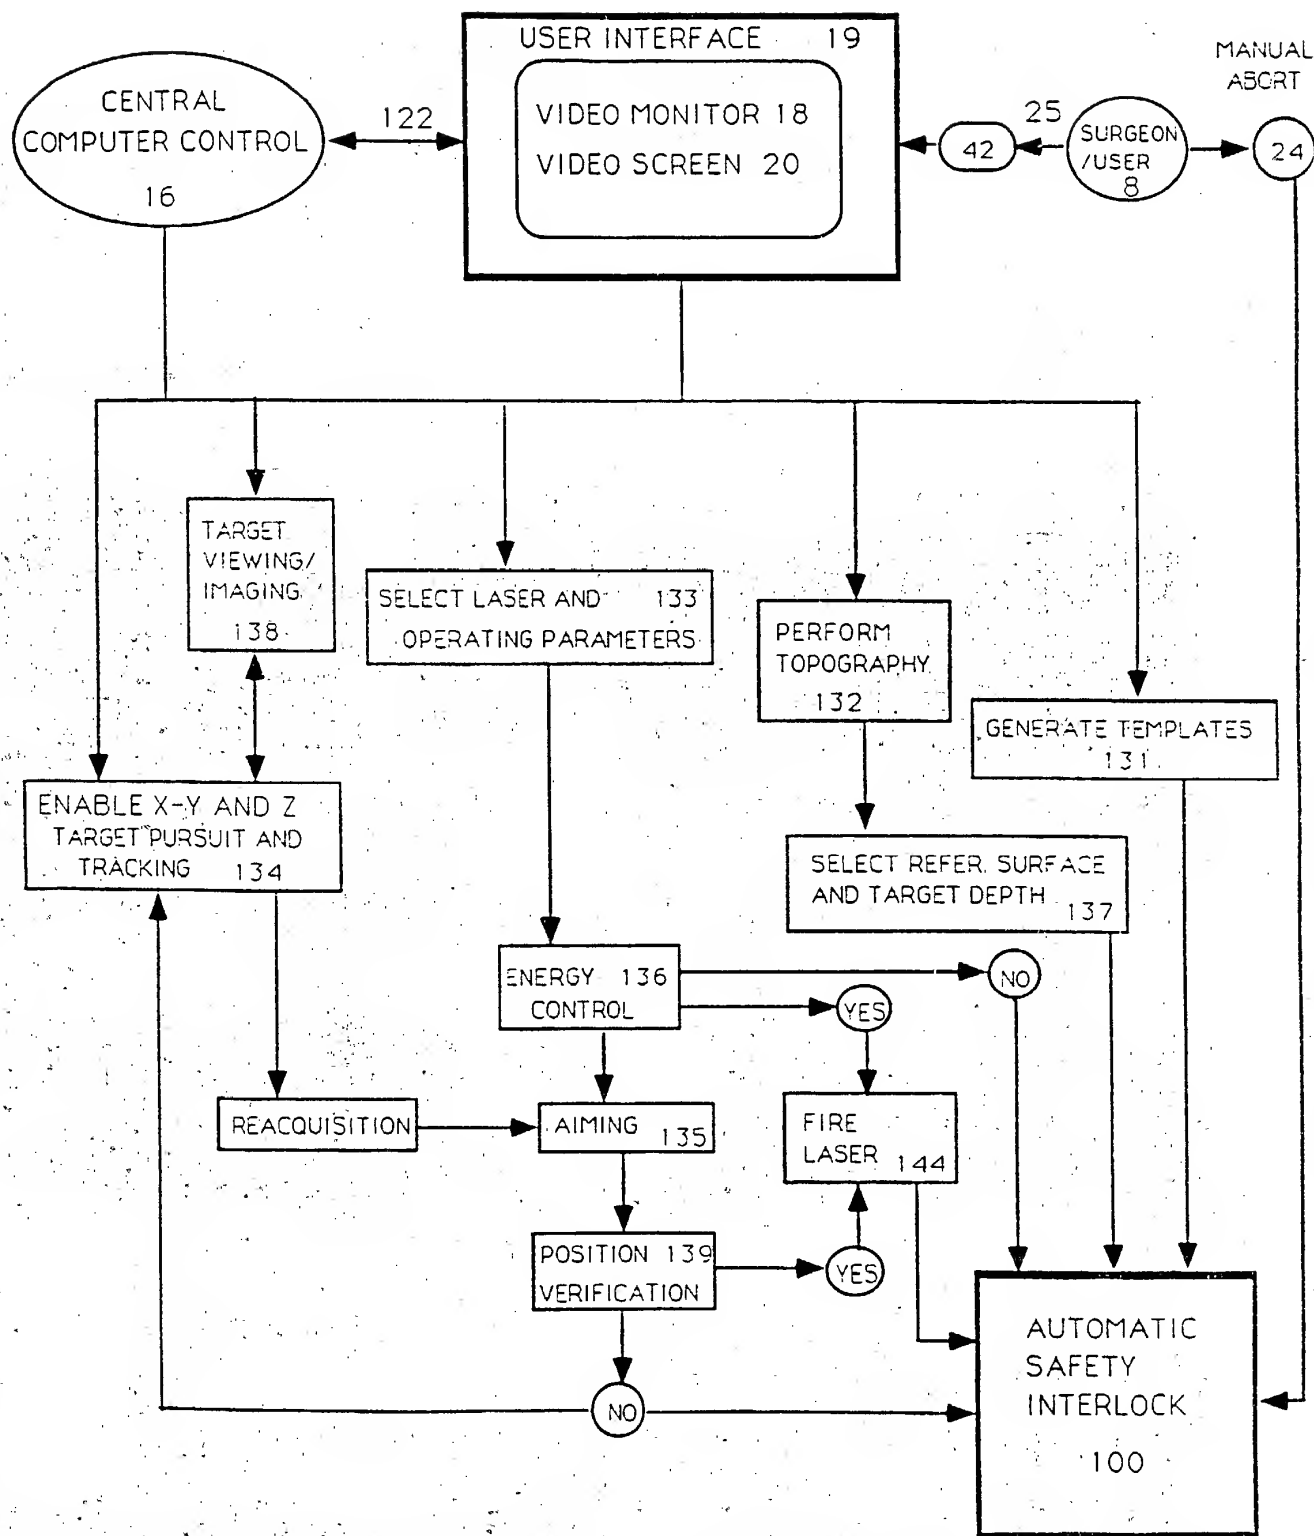 USER INTERFACE 19
MANUAL
ABORT
CENTRAL
COMPUTER CONTROL
16
122
VIDEO MONITOR 18
VIDEO SCREEN 20
42
25
SURGEON
/USER
8
24
TARGET
VIEWING/
IMAGING
138
SELECT LASER AND 133
OPERATING PARAMETERS
PERFORM
TOPOGRAPHY
132
GENERATE TEMPLATES
131
ENABLE X-Y AND Z
TARGET PURSUIT AND
TRACKING 134
SELECT REFER. SURFACE
AND TARGET DEPTH
137
ENERGY 136
CONTROL
NO
YES
REACQUISITION
AIMING
135
FIRE
LASER 144
POSITION 139
VERIFICATION
YES
NO
AUTOMATIC
SAFETY
INTERLOCK
100